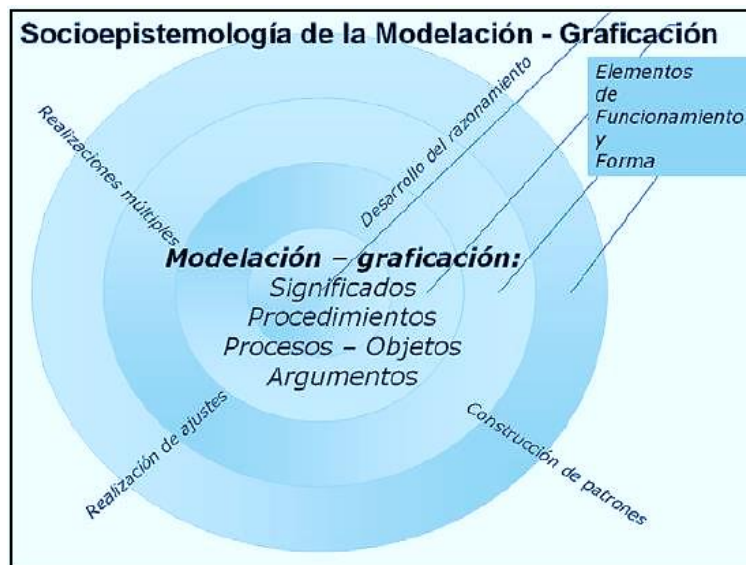 Socioepistemología de la Modelación - Graficación
Elementos
de
Funcionamiento
y
Forma
Realizaciones múltiples
Desarrollo del razonamiento
Modelación – graficación:
Significados
Procedimientos
Procesos – Objetos
Argumentos
Realización de ajustes
Construcción de patrones